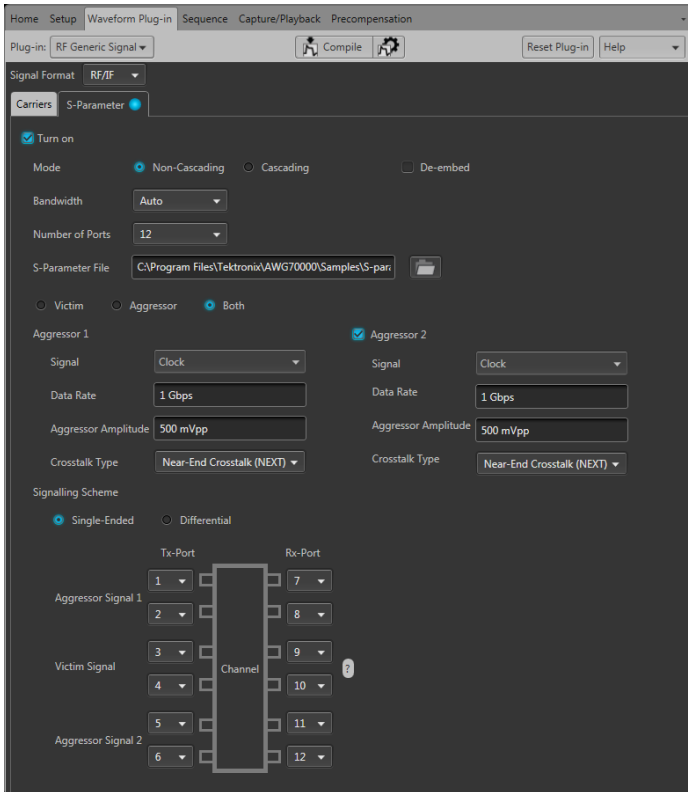 Home Setup Waveform Plug-in Sequence Capture/Playback Precompensation
Plug-in: RF Generic Signal Compile Reset Plug-in Help
Signal Format RF/IF
Carriers S-Parameter
Turn on
Mode Non-Cascading Cascading De-embed
Bandwidth Auto
Number of Ports 12
S-Parameter File C:\Program Files\Tektronix\AWG70000\Samples\S-para
Victim Aggressor Both
Aggressor 1 Aggressor 2
Signal Clock Signal Clock
Data Rate 1 Gbps Data Rate 1 Gbps
Aggressor Amplitude 500 mVpp Aggressor Amplitude 500 mVpp
Crosstalk Type Near-End Crosstalk (NEXT) Crosstalk Type Near-End Crosstalk (NEXT)
Signalling Scheme
Single-Ended Differential
Tx-Port Rx-Port
1 7
Aggressor Signal 1
2 8
3 9
Victim Signal Channel ?
4 10
5 11
Aggressor Signal 2
6 12